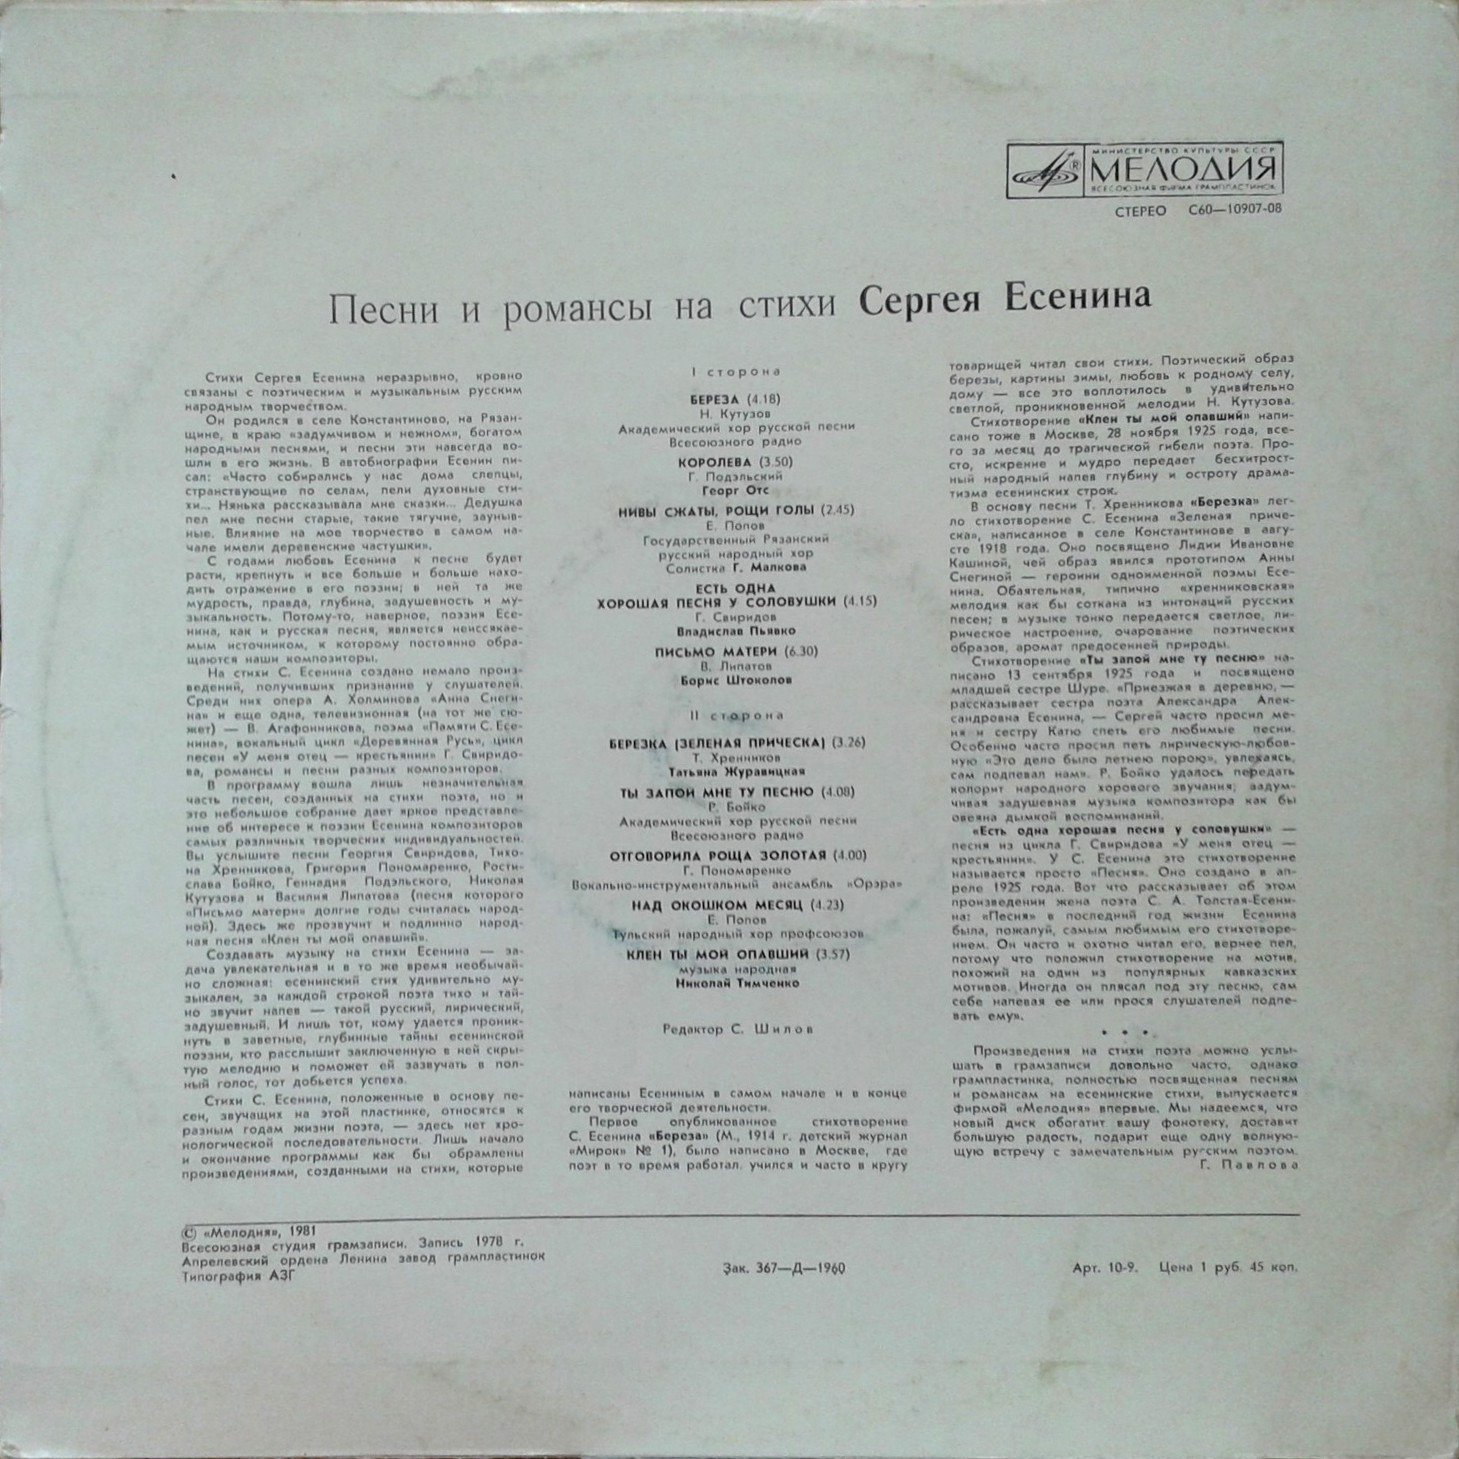 МИНИСТЕРСТВО КУЛЬТУРЫ СССР
МЕЛОДИЯ
ВСЕСОЮЗНАЯ ФИРМА ГРАМПЛАСТИНОК
СТЕРЕО С60—10907-08
Песни и романсы на стихи Сергея Есенина
Стихи Сергея Есенина неразрывно, кровно
связаны с поэтическим и музыкальным русским
народным творчеством.
Он родился в селе Константиново, на Рязан-
щине, в краю «задумчивом и нежном», богатом
народными песнями, и песни эти навсегда во-
шли в его жизнь. В автобиографии Есенин пи-
сал: «Часто собирались у нас дома слепцы,
странствующие по селам, пели духовные сти-
хи... Нянька рассказывала мне сказки... Дедушка
пел мне песни старые, такие тягучие, зауныв-
ные. Влияние на мое творчество в самом на-
чале имели деревенские частушки».
С годами любовь Есенина к песне будет
расти, крепнуть и все больше и больше нахо-
дить отражение в его поэзии; в ней та же
мудрость, правда, глубина, задушевность и му-
зыкальность. Потому-то, наверное, поэзия Есе-
нина, как и русская песня, является неиссякае-
мым источником, к которому постоянно обра-
щаются наши композиторы.
На стихи С. Есенина создано немало произ-
ведений, получивших признание у слушателей.
Среди них опера А. Холминова «Анна Снеги-
на» и еще одна, телевизионная (на тот же сю-
жет) — В. Агафонникова, поэма «Памяти С. Есе-
нина», вокальный цикл «Деревянная Русь», цикл
песен «У меня отец — крестьянин» Г. Свиридо-
ва, романсы и песни разных композиторов.
В программу вошла лишь незначительная
часть песен, созданных на стихи поэта, но и
это небольшое собрание дает яркое представле-
ние об интересе к поэзии Есенина композиторов
самых различных творческих индивидуальностей.
Вы услышите песни Георгия Свиридова, Тихо-
на Хренникова, Григория Пономаренко, Рости-
слава Бойко, Геннадия Подэльского, Николая
Кутузова и Василия Липатова (песня которого
«Письмо матери» долгие годы считалась народ-
ной). Здесь же прозвучит и подлинно народ-
ная песня «Клен ты мой опавший».
Создавать музыку на стихи Есенина — за-
дача увлекательная и в то же время необычай-
но сложная: есенинский стих удивительно му-
зыкален, за каждой строкой поэта тихо и тай-
но звучит напев — такой русский, лирический,
задушевный. И лишь тот, кому удается проник-
нуть в заветные, глубинные тайны есенинской
поэзии, кто расслышит заключенную в ней скры-
тую мелодию и поможет ей зазвучать в пол-
ный голос, тот добьется успеха.
Стихи С. Есенина, положенные в основу пе-
сен, звучащих на этой пластинке, относятся к
разным годам жизни поэта, — здесь нет хро-
нологической последовательности. Лишь начало
и окончание программы как бы обрамлены
произведениями, созданными на стихи, которые
I сторона
БЕРЕЗА (4.18)
Н. Кутузов
Академический хор русской песни
Всесоюзного радио
КОРОЛЕВА (3.50)
Г. Подэльский
Георг Отс
НИВЫ СЖАТЫ, РОЩИ ГОЛЫ (2.45)
Е. Попов
Государственный Рязанский
русский народный хор
Солистка Г. Малкова
ЕСТЬ ОДНА
ХОРОШАЯ ПЕСНЯ У СОЛОВУШКИ (4.15)
Г. Свиридов
Владислав Пьявко
ПИСЬМО МАТЕРИ (6.30)
В. Липатов
Борис Штоколов
II сторона
БЕРЕЗКА (ЗЕЛЕНАЯ ПРИЧЕСКА) (3.26)
Т. Хренников
Татьяна Журавицкая
ТЫ ЗАПОЙ МНЕ ТУ ПЕСНЮ (4.08)
Р. Бойко
Академический хор русской песни
Всесоюзного радио
ОТГОВОРИЛА РОЩА ЗОЛОТАЯ (4.00)
Г. Пономаренко
Вокально-инструментальный ансамбль «Орэра»
НАД ОКОШКОМ МЕСЯЦ (4.23)
Е. Попов
Тульский народный хор профсоюзов
КЛЕН ТЫ МОЙ ОПАВШИЙ (3.57)
музыка народная
Николай Тимченко
Редактор С. Шилов
написаны Есениным в самом начале и в конце
его творческой деятельности.
Первое опубликованное стихотворение
С. Есенина «Береза» (М., 1914 г. детский журнал
«Мирок» № 1), было написано в Москве, где
поэт в то время работал. учился и часто в кругу
товарищей читал свои стихи. Поэтический образ
березы, картины зимы, любовь к родному селу,
дому — все это воплотилось в удивительно
светлой, проникновенной мелодии Н. Кутузова.
Стихотворение «Клен ты мой опавший» напи-
сано тоже в Москве, 28 ноября 1925 года, все-
го за месяц до трагической гибели поэта. Про-
сто, искренне и мудро передает бесхитрост-
ный народный напев глубину и остроту драма-
тизма есенинских строк.
В основу песни Т. Хренникова «Березка» лег-
ло стихотворение С. Есенина «Зеленая приче-
ска», написанное в селе Константинове в авгу-
сте 1918 года. Оно посвящено Лидии Ивановне
Кашиной, чей образ явился прототипом Анны
Снегиной — героини одноименной поэмы Есе-
нина. Обаятельная, типично «хренниковская»
мелодия как бы соткана из интонаций русских
песен; в музыке тонко передается светлое, ли-
рическое настроение, очарование поэтических
образов, аромат предосенней природы.
Стихотворение «Ты запой мне ту песню» на-
писано 13 сентября 1925 года и посвящено
младшей сестре Шуре. «Приезжая в деревню, —
рассказывает сестра поэта Александра Алек-
сандровна Есенина, — Сергей часто просил ме-
ня и сестру Катю спеть его любимые песни.
Особенно часто просил петь лирическую-любов-
ную «Это дело было летнею порою», увлекаясь,
сам подпевал нам». Р. Бойко удалось передать
колорит народного хорового звучания; задум-
чивая задушевная музыка композитора как бы
овеяна дымкой воспоминаний.
«Есть одна хорошая песня у соловушки» —
песня из цикла Г. Свиридова «У меня отец —
крестьянин». У С. Есенина это стихотворение
называется просто «Песня». Оно создано в ап-
реле 1925 года. Вот что рассказывает об этом
произведении жена поэта С. А. Толстая-Есени-
на: «Песня» в последний год жизни Есенина
была, пожалуй, самым любимым его стихотворе-
нием. Он часто и охотно читал его, вернее пел,
потому что положил стихотворение на мотив,
похожий на один из популярных кавказских
мотивов. Иногда он плясал под эту песню, сам
себе напевая ее или прося слушателей подпе-
вать ему».
• • •
Произведения на стихи поэта можно услы-
шать в грамзаписи довольно часто, однако
грампластинка, полностью посвященная песням
и романсам на есенинские стихи, выпускается
фирмой «Мелодия» впервые. Мы надеемся, что
новый диск обогатит вашу фонотеку, доставит
большую радость, подарит еще одну волную-
щую встречу с замечательным русским поэтом.
Г. Павлова
© «Мелодия», 1981
Всесоюзная студия грамзаписи. Запись 1978 г.
Апрелевский ордена Ленина завод грампластинок
Типография АЗГ
Зак. 367—Д—1960
Арт. 10-9. Цена 1 руб. 45 коп.